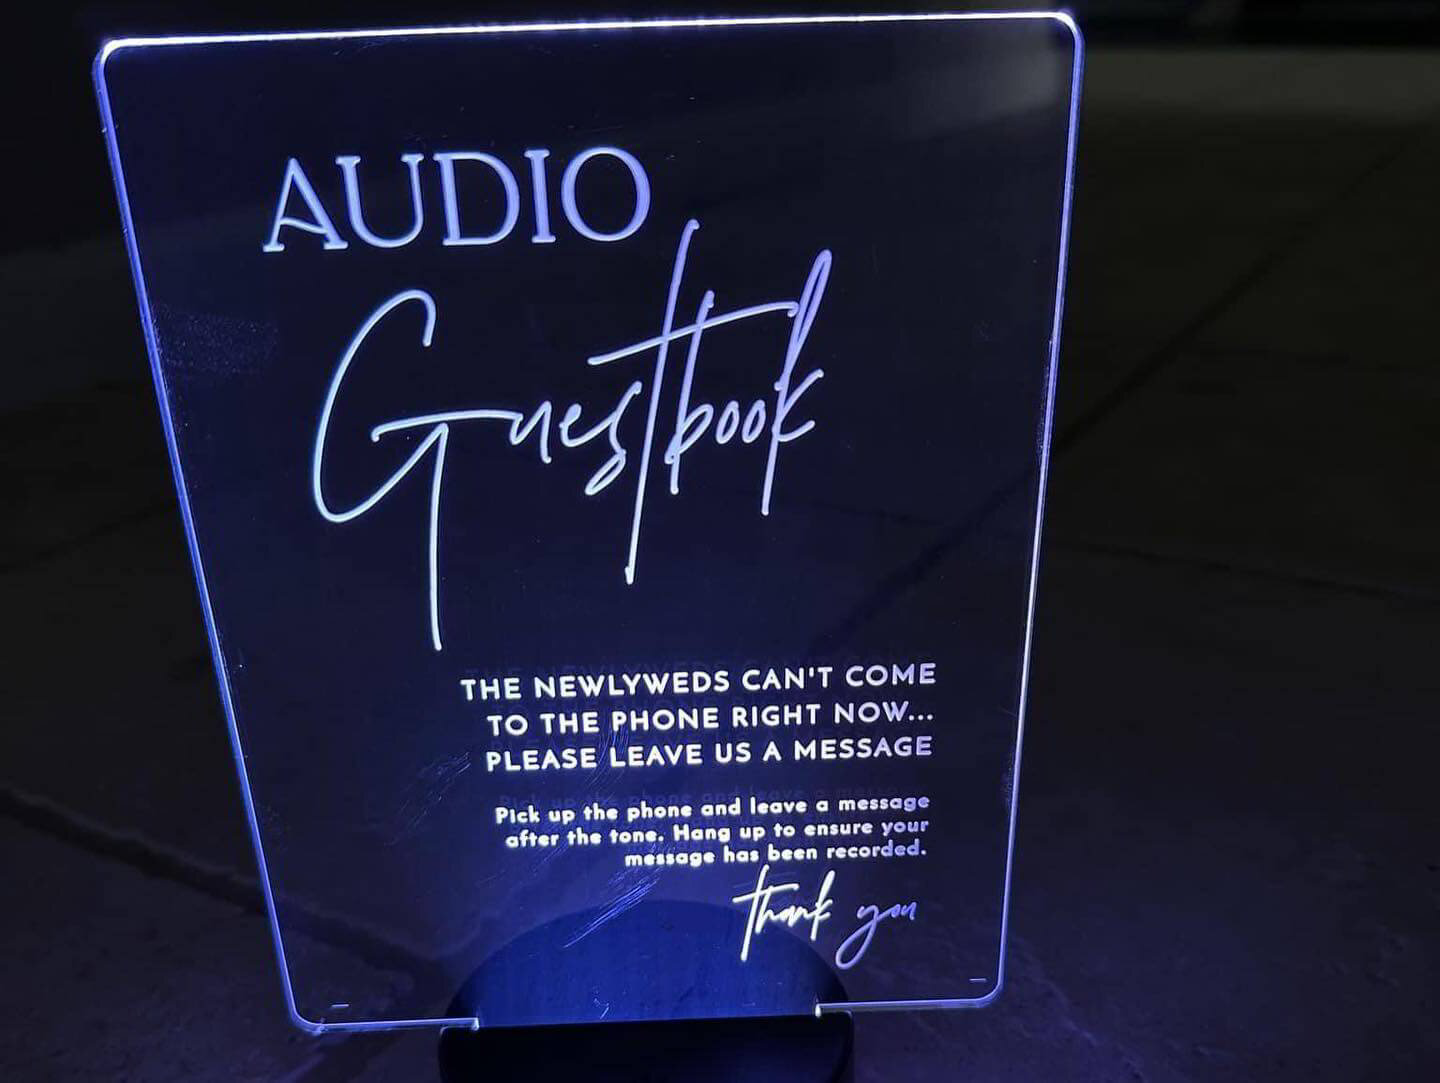 AUDIO
Guestbook
THE NEWLYWEDS CAN'T COME
TO THE PHONE RIGHT NOW...
PLEASE LEAVE US A MESSAGE
Pick up the phone and leave a message
after the tone. Hang up to ensure your
message has been recorded.
thank you